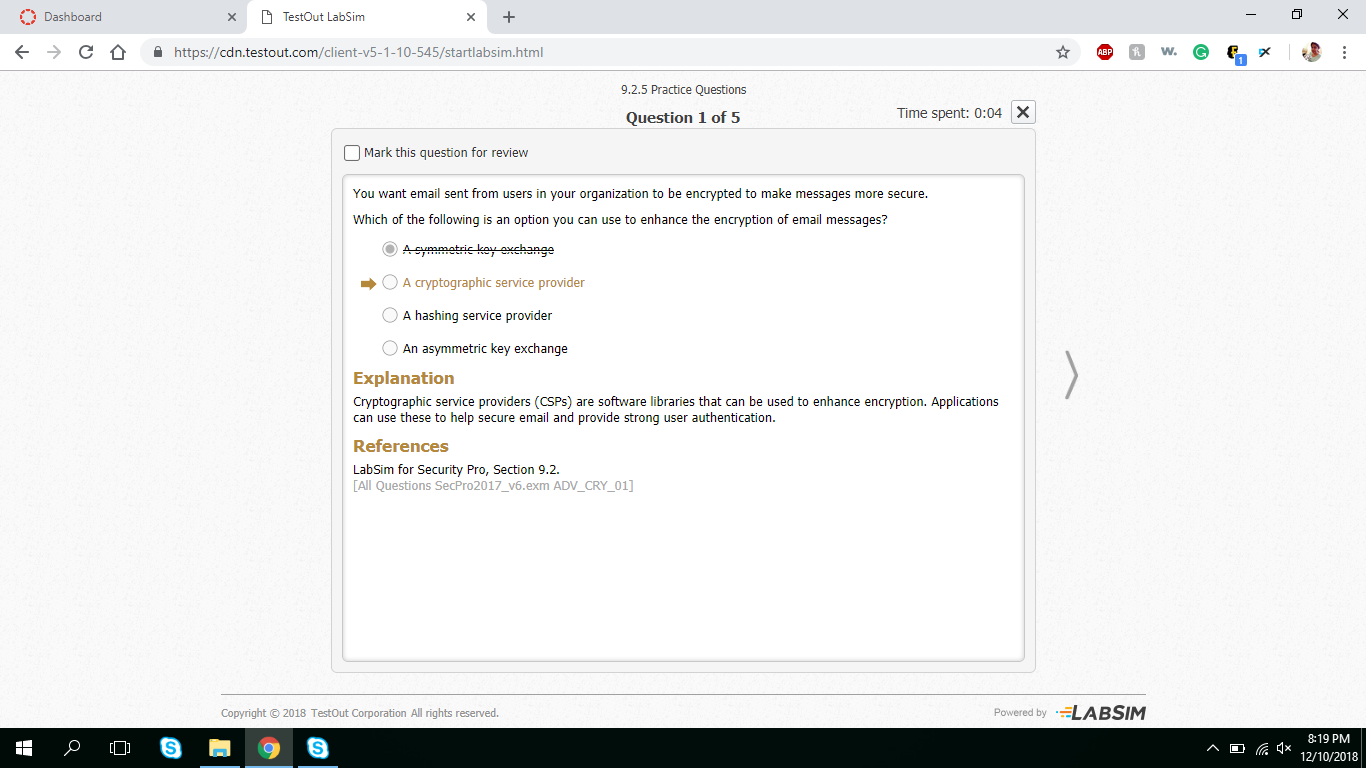 Dashboard
TestOut LabSim
https://cdn.testout.com/client-v5-1-10-545/startlabsim.html
ABP
w.
1
9.2.5 Practice Questions
Question 1 of 5
Time spent: 0:04
Mark this question for review
You want email sent from users in your organization to be encrypted to make messages more secure.
Which of the following is an option you can use to enhance the encryption of email messages?
A symmetric key exchange
A cryptographic service provider
A hashing service provider
An asymmetric key exchange
Explanation
Cryptographic service providers (CSPs) are software libraries that can be used to enhance encryption. Applications
can use these to help secure email and provide strong user authentication.
References
LabSim for Security Pro, Section 9.2.
[All Questions SecPro2017_v6.exm ADV_CRY_01]
Copyright © 2018 TestOut Corporation All rights reserved.
Powered by LABSIM
8:19 PM
12/10/2018